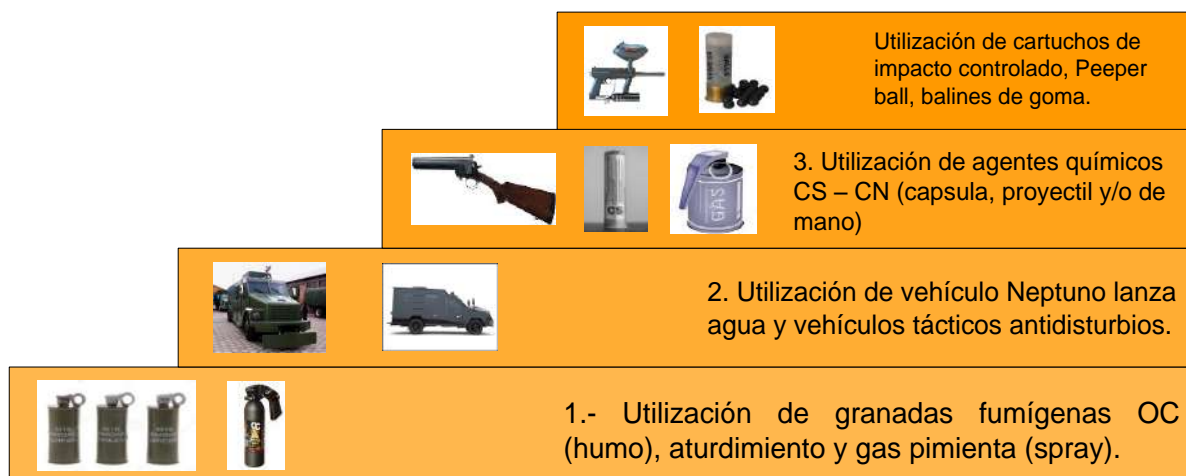 Utilización de cartuchos de
impacto controlado, Peeper
ball, balines de goma.
3. Utilización de agentes químicos
CS – CN (capsula, proyectil y/o de
mano)
CS
GAS
2. Utilización de vehículo Neptuno lanza
agua y vehículos tácticos antidisturbios.
1.- Utilización de granadas fumígenas OC
(humo), aturdimiento y gas pimienta (spray).